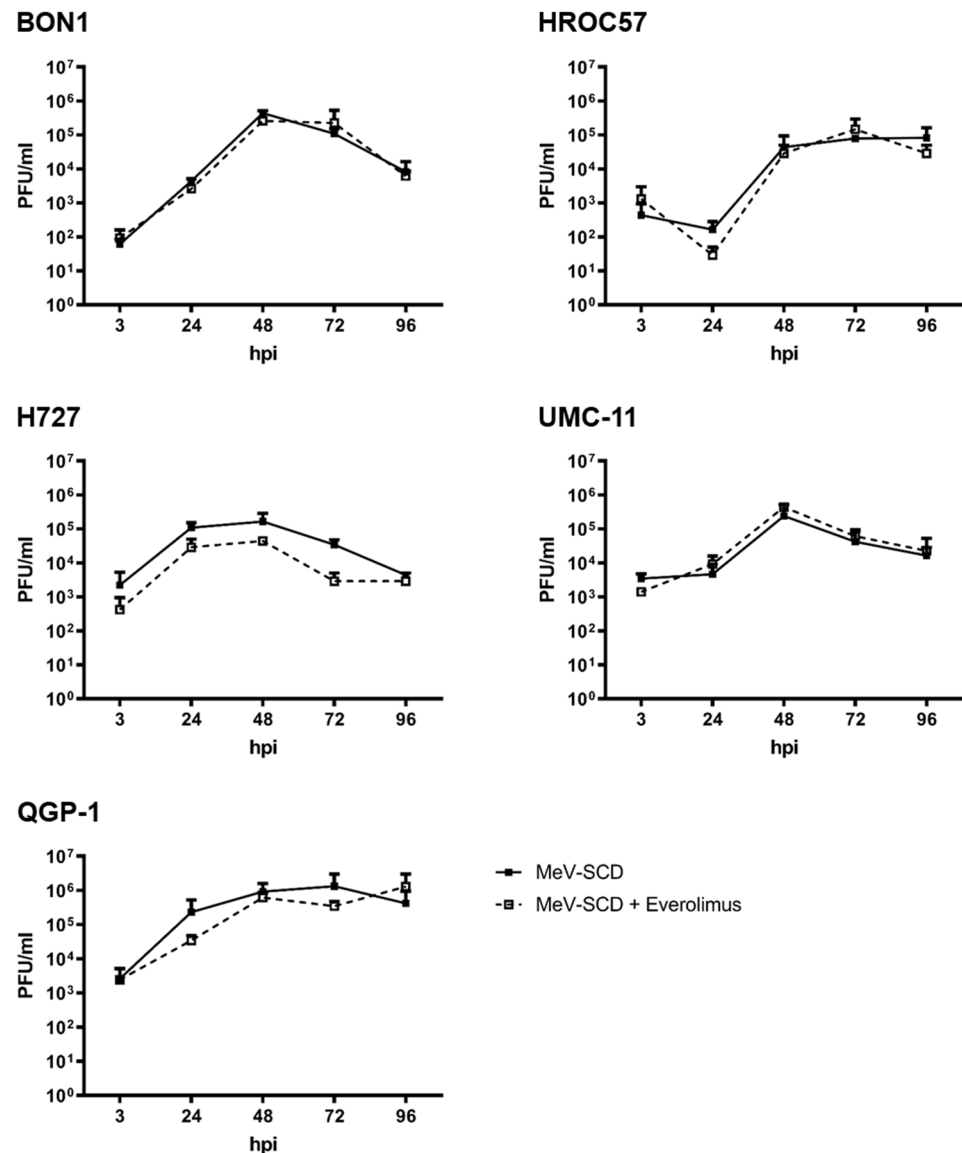 BON1
10⁷
10⁶
10⁵
10⁴
10³
10²
10¹
10⁰
PFU/ml
3 24 48 72 96
hpi
HROC57
10⁷
10⁶
10⁵
10⁴
10³
10²
10¹
10⁰
PFU/ml
3 24 48 72 96
hpi
H727
10⁷
10⁶
10⁵
10⁴
10³
10²
10¹
10⁰
PFU/ml
3 24 48 72 96
hpi
UMC-11
10⁷
10⁶
10⁵
10⁴
10³
10²
10¹
10⁰
PFU/ml
3 24 48 72 96
hpi
QGP-1
10⁷
10⁶
10⁵
10⁴
10³
10²
10¹
10⁰
PFU/ml
3 24 48 72 96
hpi
MeV-SCD
MeV-SCD + Everolimus